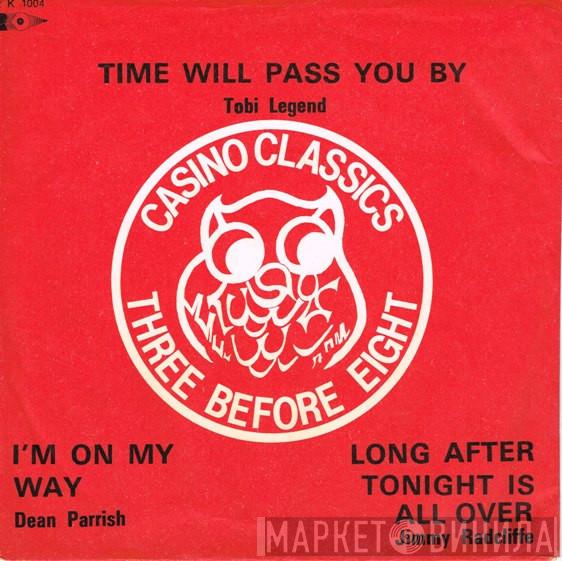 K 1004
TIME WILL PASS YOU BY
Tobi Legend
CASINO CLASSICS
THREE BEFORE EIGHT
I'M ON MY
WAY
Dean Parrish
LONG AFTER
TONIGHT IS
ALL OVER
Jimmy Radcliffe
МАРКЕТ ВИНИЛА